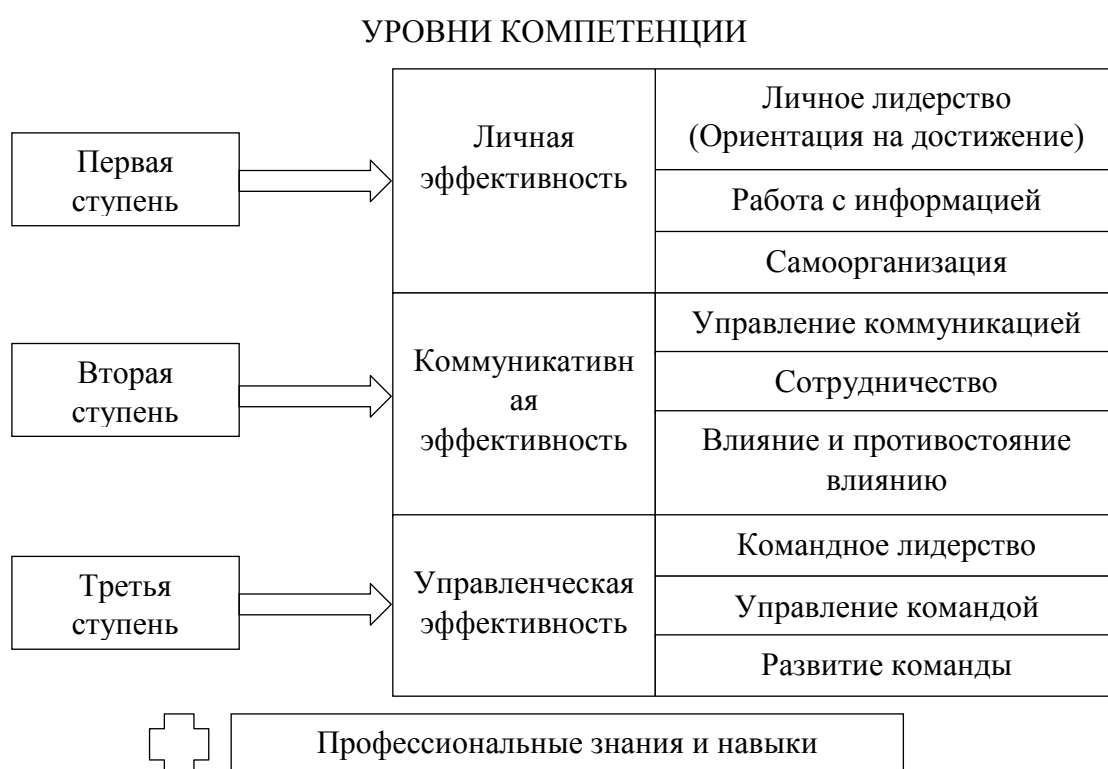 УРОВНИ КОМПЕТЕНЦИИ
Первая
ступень
Личная
эффективность
Личное лидерство
(Ориентация на достижение)
Работа с информацией
Самоорганизация
Вторая
ступень
Коммуникативн
ая
эффективность
Управление коммуникацией
Сотрудничество
Влияние и противостояние
влиянию
Третья
ступень
Управленческая
эффективность
Командное лидерство
Управление командой
Развитие команды
Профессиональные знания и навыки